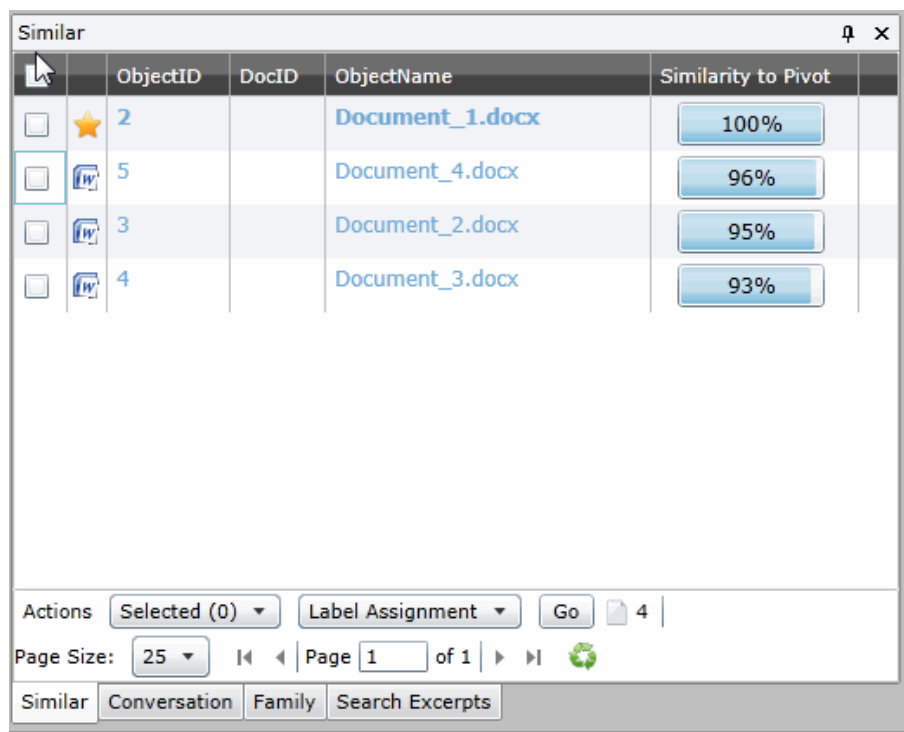 Similar
ObjectID DocID ObjectName Similarity to Pivot
2 Document_1.docx 100%
5 Document_4.docx 96%
3 Document_2.docx 95%
4 Document_3.docx 93%
Actions Selected (0) Label Assignment Go 4
Page Size: 25 Page 1 of 1
Similar Conversation Family Search Excerpts